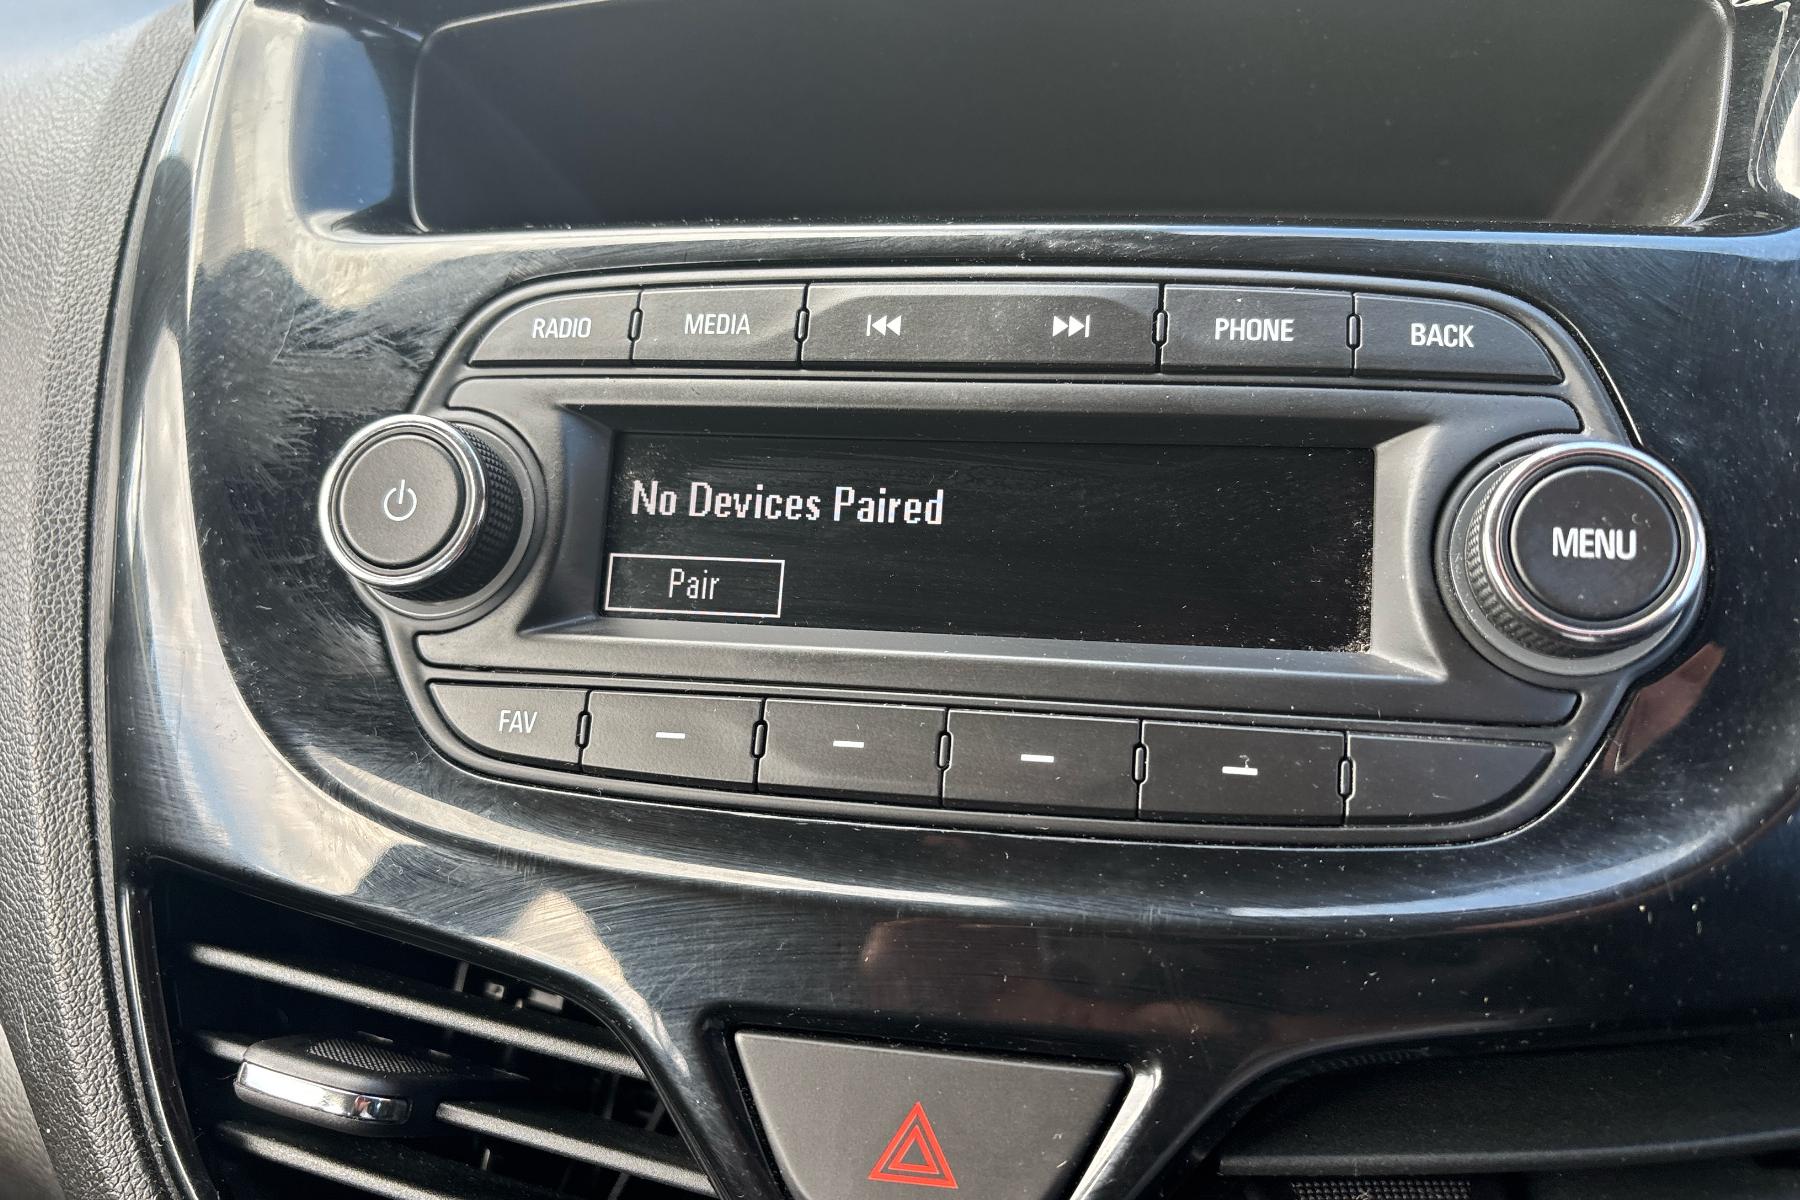 RADIO MEDIA PHONE BACK
No Devices Paired
Pair
MENU
FAV